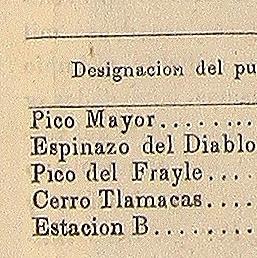 Designacion del pu
Pico Mayor........
Espinazo del Diablo
Pico del Frayle....
Cerro Tlamacas....
Estacion B.........